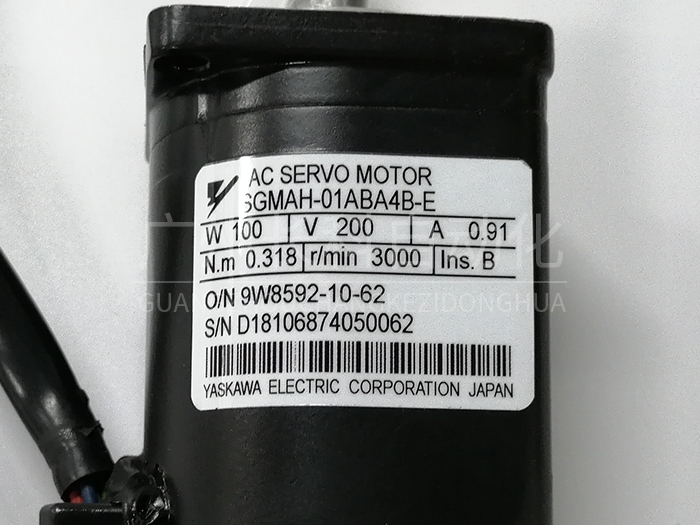 AC SERVO MOTOR
SGMAH-01ABA4B-E
W 100 V 200 A 0.91
N.m 0.318 r/min 3000 Ins. B
O/N 9W8592-10-62
S/N D18106874050062
YASKAWA ELECTRIC CORPORATION JAPAN